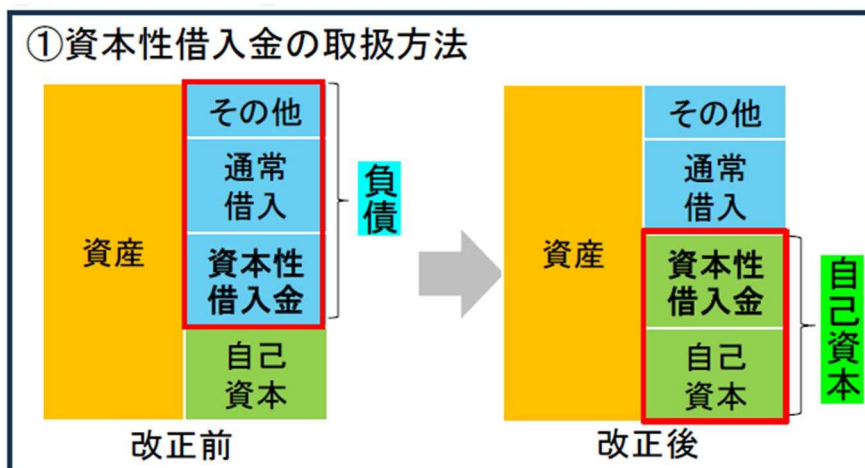 ①資本性借入金の取扱方法
資産
その他
通常
借入
資本性
借入金
自己
資本
負債
改正前
資産
その他
通常
借入
資本性
借入金
自己
資本
自己資本
改正後